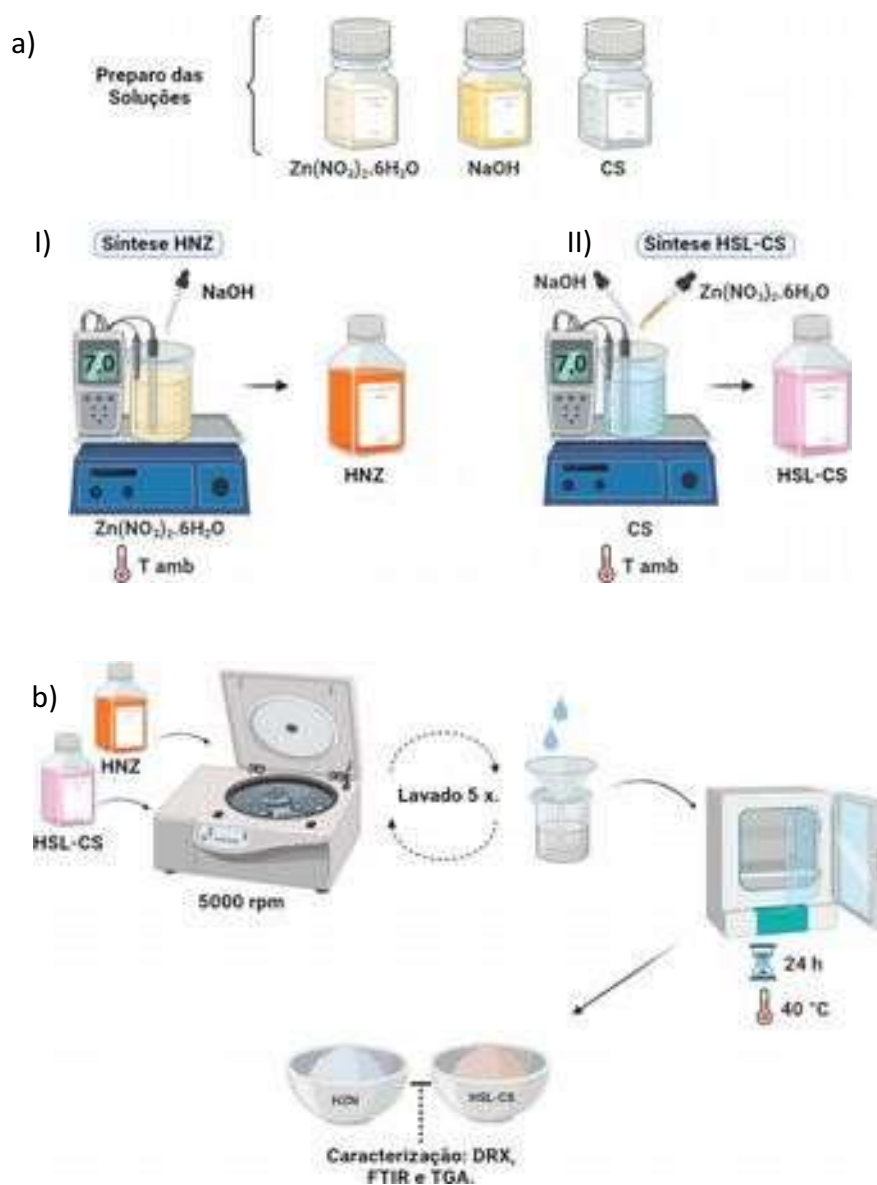 a)
Preparo das
Soluções
Zn(NO₃)₂.6H₂O
NaOH
CS
I)
Síntese HNZ
NaOH
7,0
HNZ
Zn(NO₃)₂.6H₂O
T amb
II)
Síntese HSL-CS
NaOH
Zn(NO₃)₂.6H₂O
7,0
HSL-CS
CS
T amb
b)
HNZ
HSL-CS
5000 rpm
Lavado 5 x.
24 h
40 °C
HZN
HSL-CS
Caracterização: DRX,
FTIR e TGA.